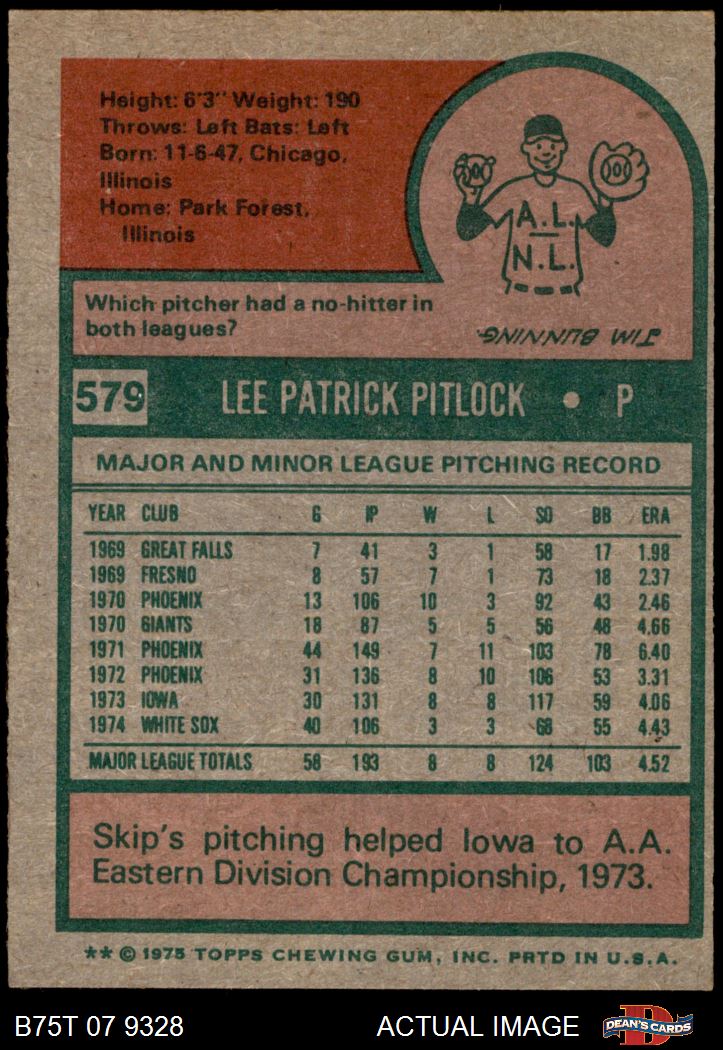 Height: 6'3" Weight: 190
Throws: Left Bats: Left
Born: 11-6-47, Chicago,
Illinois
Home: Park Forest,
Illinois
A.L.
N.L.
Which pitcher had a no-hitter in
both leagues?
JIM BUNNING.
579 LEE PATRICK PITLOCK • P
MAJOR AND MINOR LEAGUE PITCHING RECORD
YEAR CLUB G IP W L SO BB ERA
1969 GREAT FALLS 7 41 3 1 58 17 1.98
1969 FRESNO 8 57 7 1 73 18 2.37
1970 PHOENIX 13 106 10 3 92 43 2.46
1970 GIANTS 18 87 5 5 56 48 4.66
1971 PHOENIX 44 149 7 11 103 78 6.40
1972 PHOENIX 31 136 8 10 106 53 3.31
1973 IOWA 30 131 8 8 117 59 4.06
1974 WHITE SOX 40 106 3 3 68 55 4.43
MAJOR LEAGUE TOTALS 58 193 8 8 124 103 4.52
Skip's pitching helped Iowa to A.A.
Eastern Division Championship, 1973.
** © 1975 TOPPS CHEWING GUM, INC. PRTD IN U.S.A.
B75T 07 9328 ACTUAL IMAGE DEAN'S CARDS